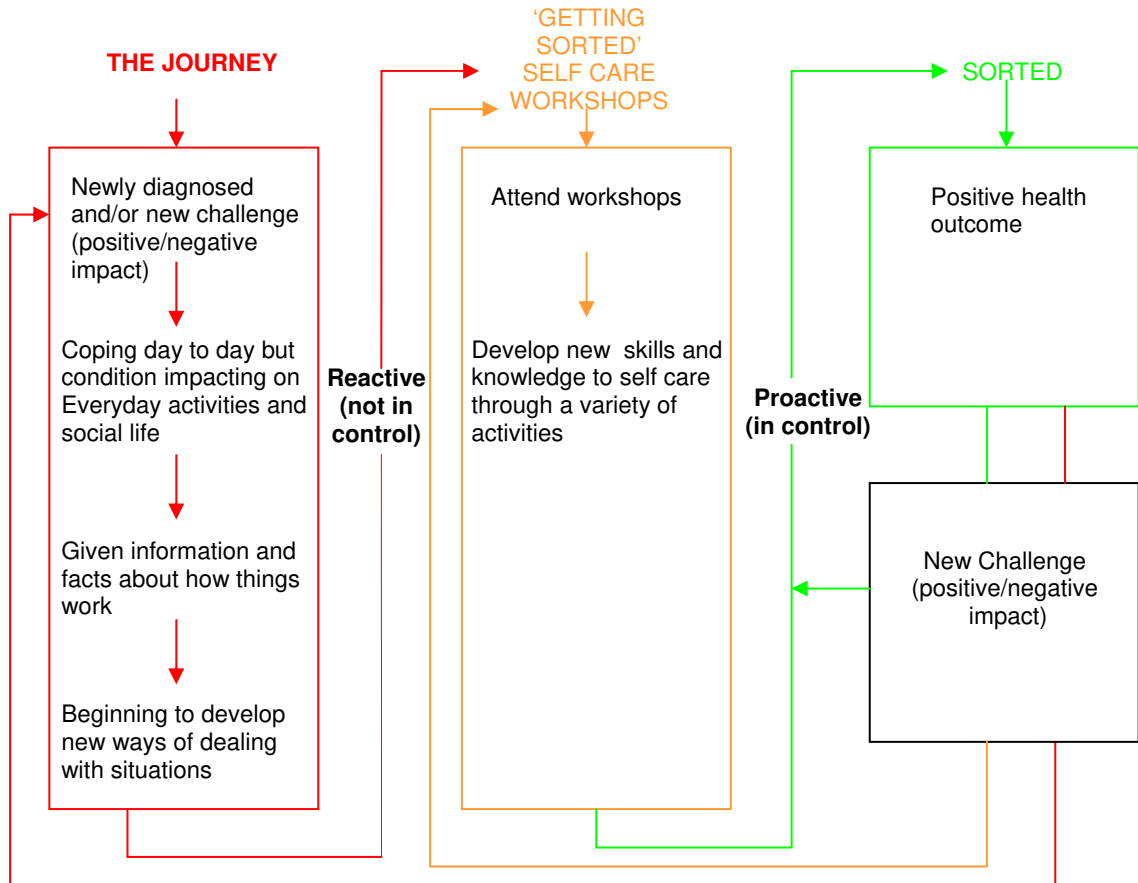 THE JOURNEY
Newly diagnosed
and/or new challenge
(positive/negative
impact)
Coping day to day but
condition impacting on
Everyday activities and
social life
Given information and
facts about how things
work
Beginning to develop
new ways of dealing
with situations
Reactive
(not in
control)
‘GETTING
SORTED’
SELF CARE
WORKSHOPS
Attend workshops
Develop new  skills and
knowledge to self care
through a variety of
activities
Proactive
(in control)
SORTED
Positive health
outcome
New Challenge
(positive/negative
impact)